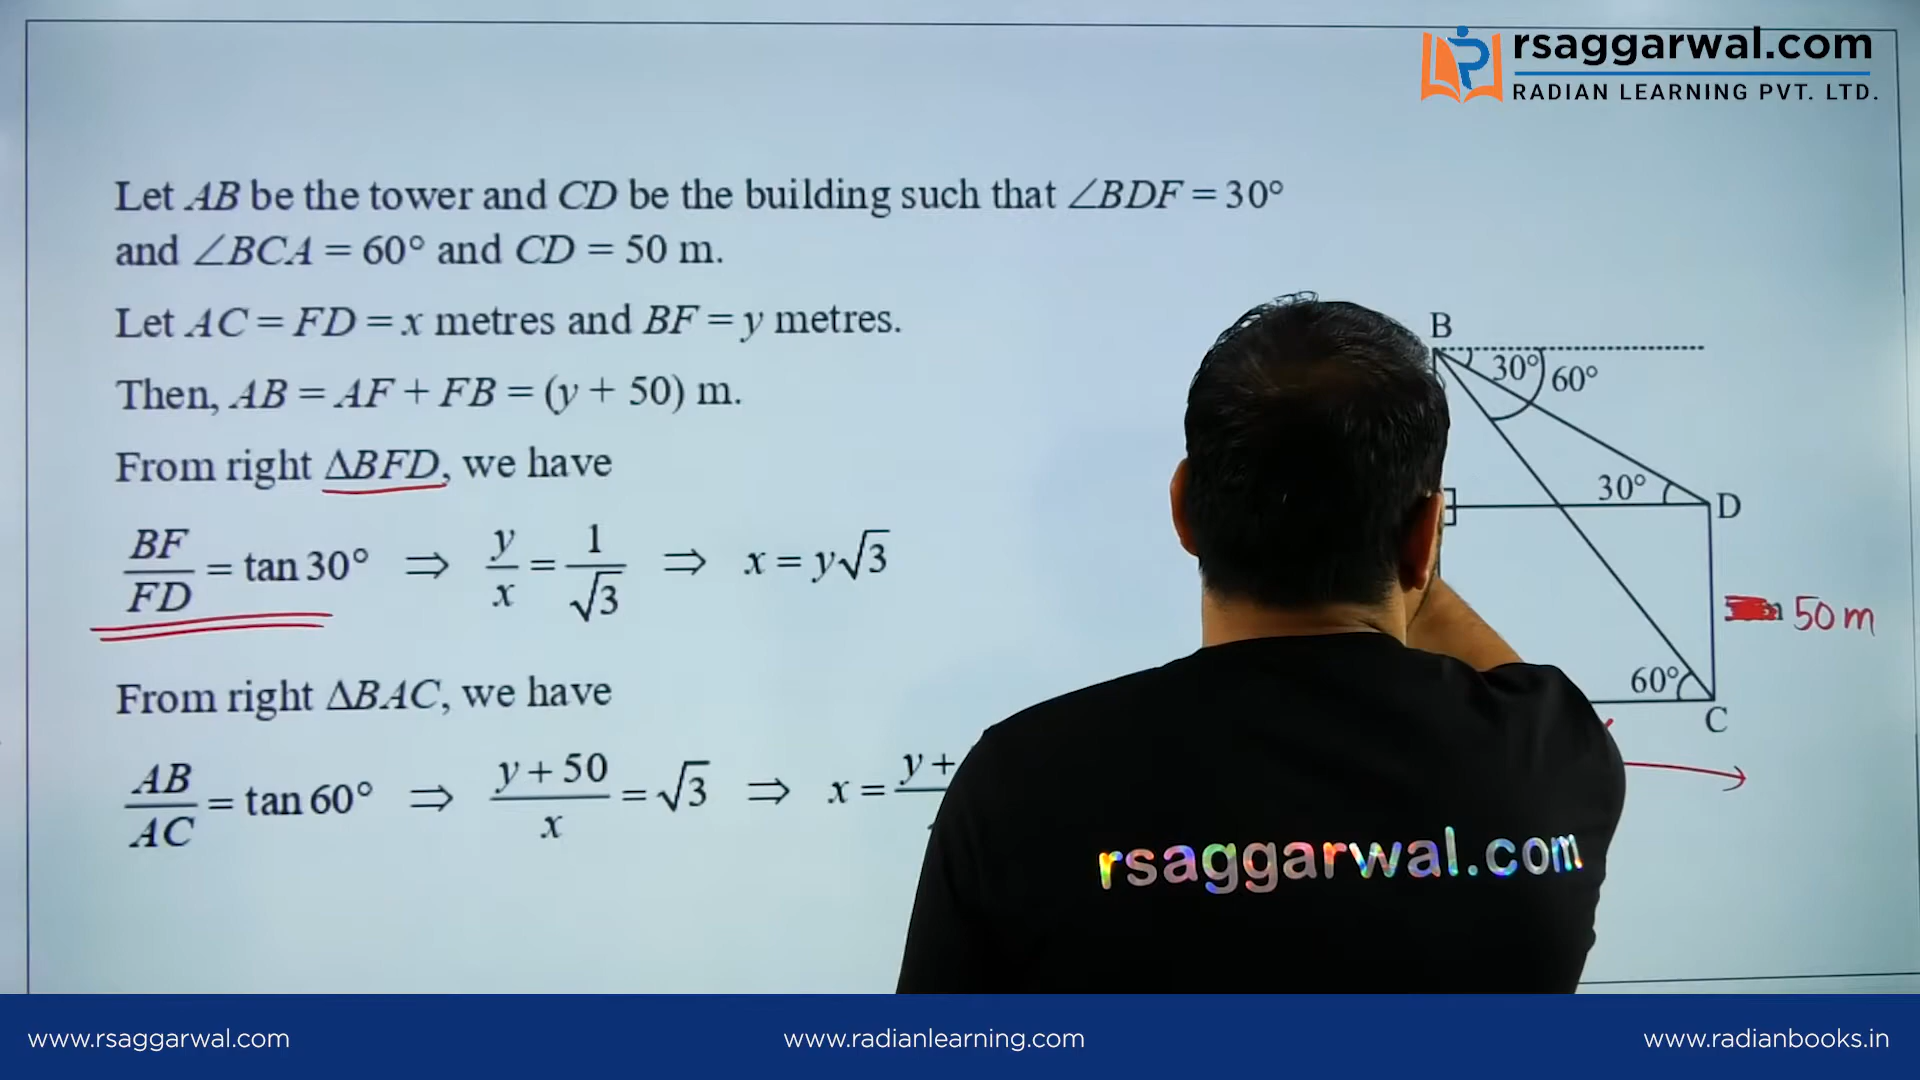 rsaggarwal.com
RADIAN LEARNING PVT. LTD.
Let AB be the tower and CD be the building such that ∠BDF = 30°
and ∠BCA = 60° and CD = 50 m.
Let AC = FD = x metres and BF = y metres.
Then, AB = AF + FB = (y + 50) m.
From right ΔBFD, we have
BF/FD = tan 30° ⇒ y/x = 1/√3 ⇒ x = y√3
From right ΔBAC, we have
AB/AC = tan 60° ⇒ (y + 50)/x = √3 ⇒ x = y +
B
30° 60°
30° D
50 m
60°
C
rsaggarwal.com
www.rsaggarwal.com www.radianlearning.com www.radianbooks.in